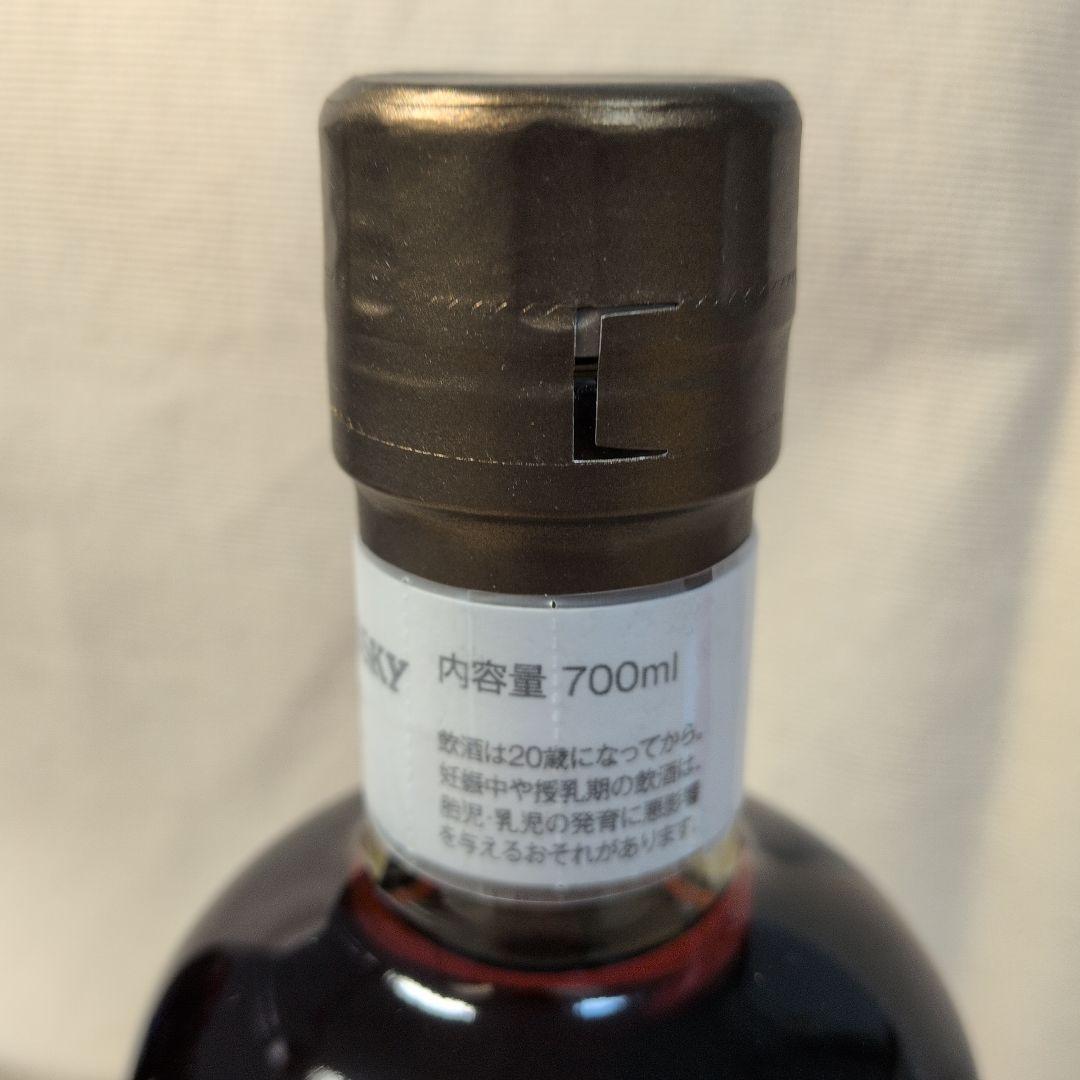 SKY
内容量 700ml
飲酒は20歳になってから。
妊娠中や授乳期の飲酒は、
胎児・乳児の発育に悪影響
を与えるおそれがあります。